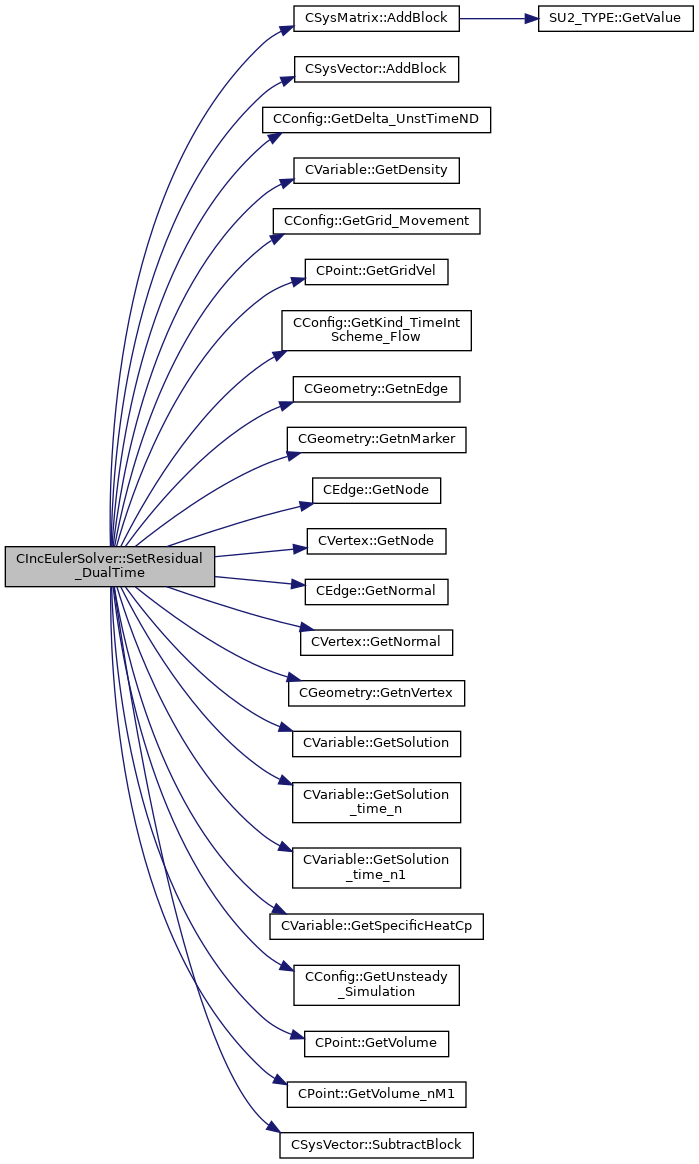 CSysMatrix::AddBlock
SU2_TYPE::GetValue
CSysVector::AddBlock
CConfig::GetDelta_UnstTimeND
CVariable::GetDensity
CConfig::GetGrid_Movement
CPoint::GetGridVel
CConfig::GetKind_TimeInt
Scheme_Flow
CGeometry::GetnEdge
CGeometry::GetnMarker
CEdge::GetNode
CVertex::GetNode
CIncEulerSolver::SetResidual
_DualTime
CEdge::GetNormal
CVertex::GetNormal
CGeometry::GetnVertex
CVariable::GetSolution
CVariable::GetSolution
_time_n
CVariable::GetSolution
_time_n1
CVariable::GetSpecificHeatCp
CConfig::GetUnsteady
_Simulation
CPoint::GetVolume
CPoint::GetVolume_nM1
CSysVector::SubtractBlock